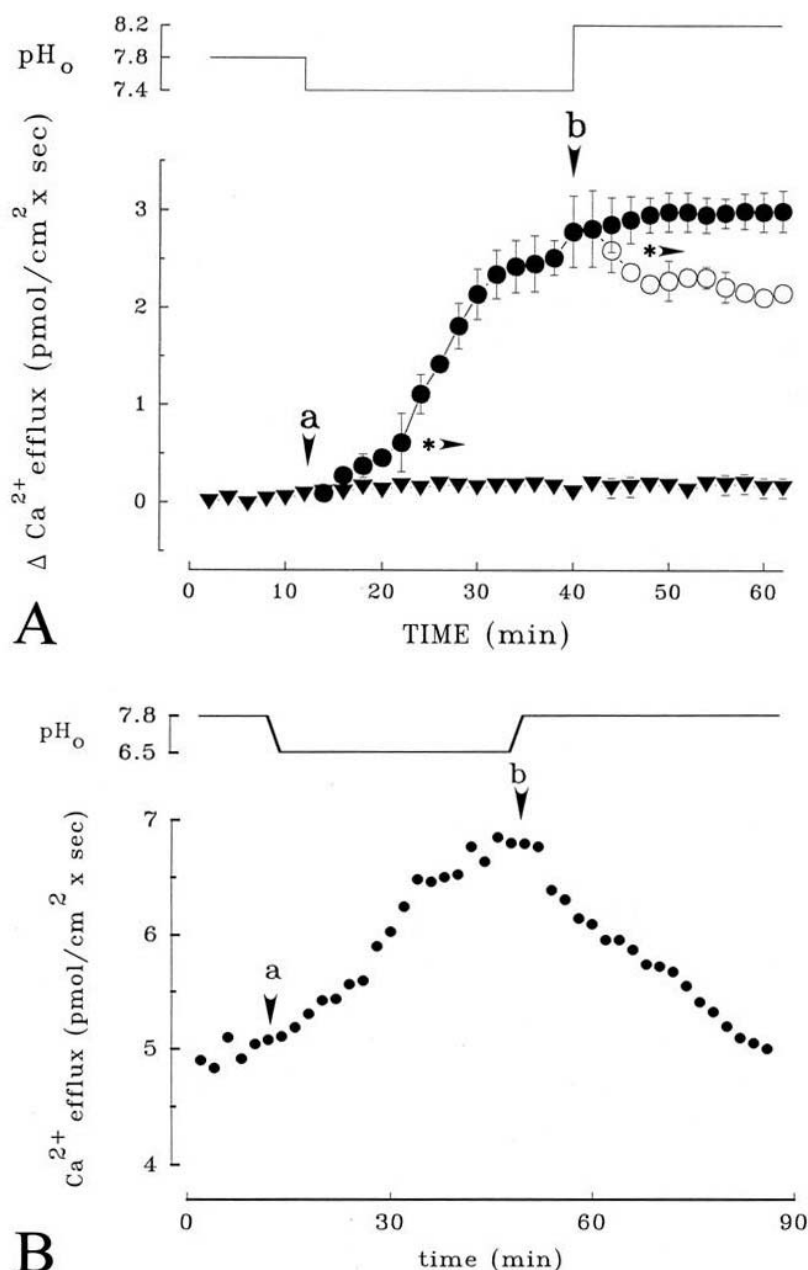 8.2
pHo 7.8
7.4
b
Δ Ca2+ efflux (pmol/cm2 x sec)
3
* 
2
a
1
*
0
0 10 20 30 40 50 60
A
TIME (min)
7.8
pHo
6.5
b
Ca2+ efflux (pmol/cm2 x sec)
7
6
a
5
4
0 30 60 90
B
time (min)